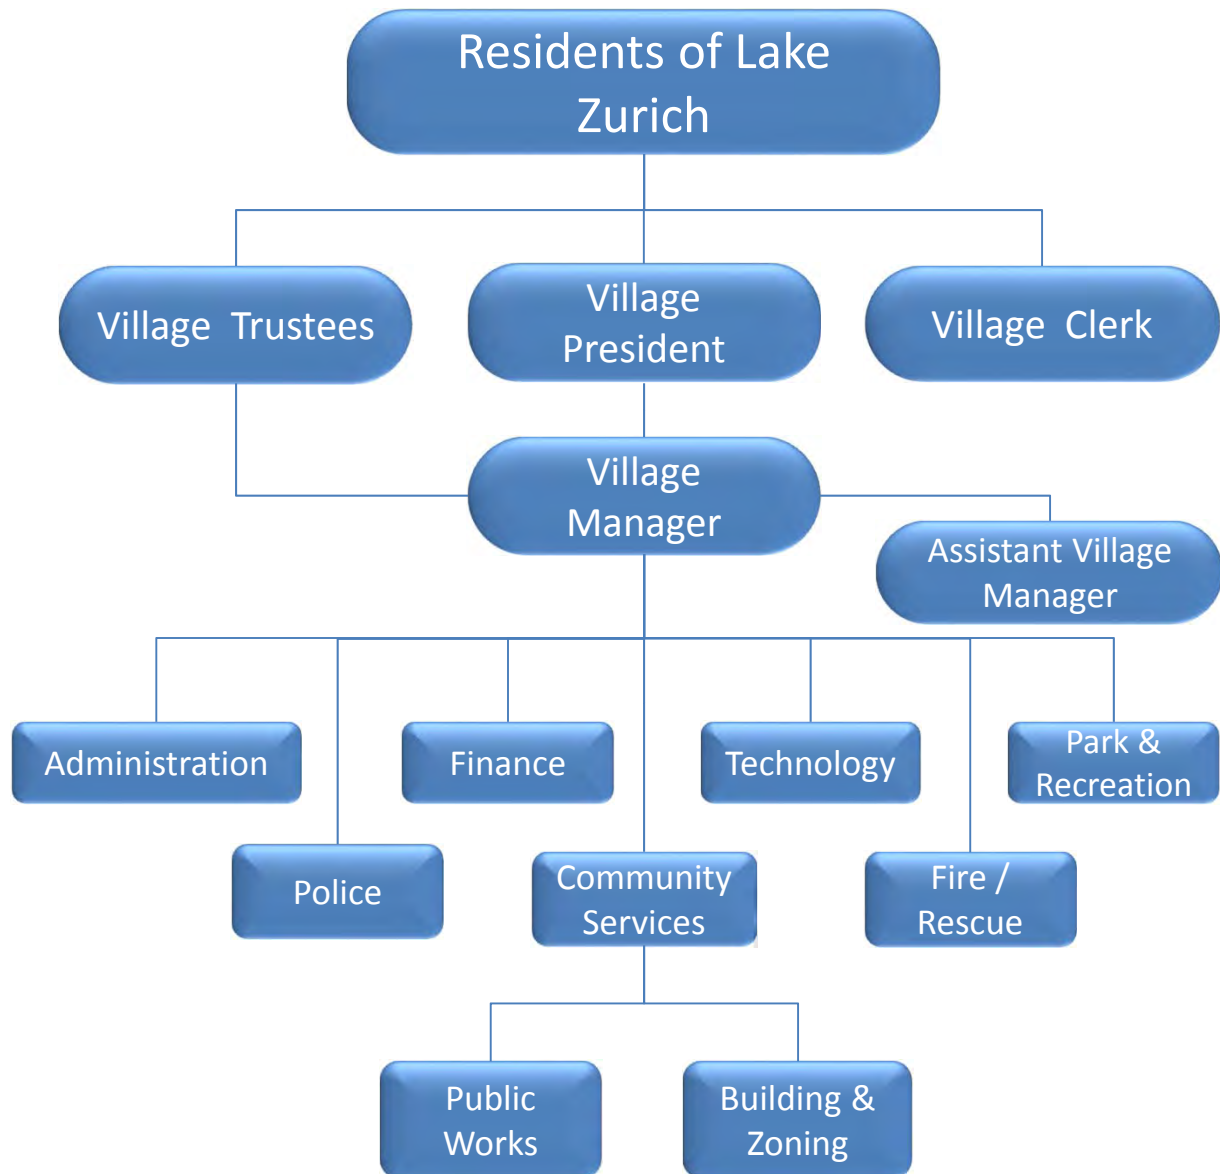 Residents of Lake
Zurich
Village Trustees
Village
President
Village Clerk
Village
Manager
Assistant Village
Manager
Administration
Finance
Technology
Park &
Recreation
Police
Community
Services
Fire /
Rescue
Public
Works
Building &
Zoning